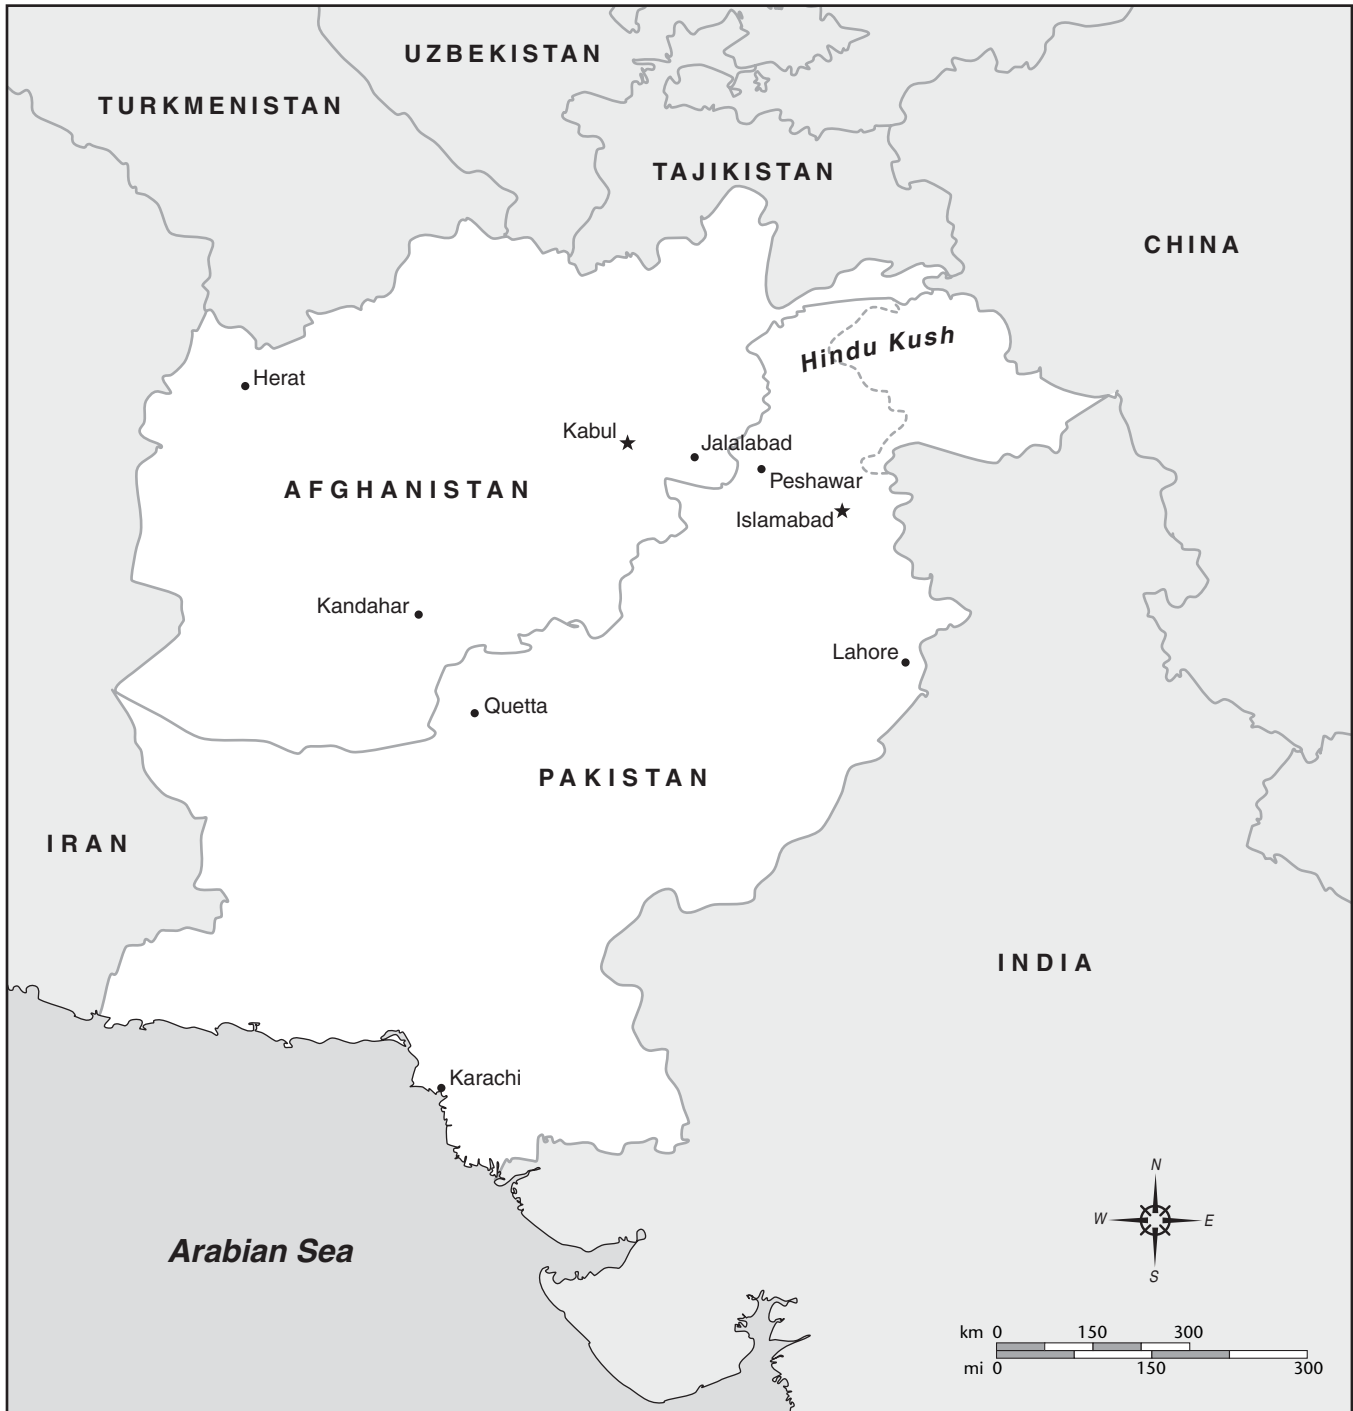 UZBEKISTAN
TURKMENISTAN
TAJIKISTAN
CHINA
Hindu Kush
Herat
Kabul
Jalalabad
Peshawar
AFGHANISTAN
Islamabad
Kandahar
Lahore
Quetta
PAKISTAN
IRAN
INDIA
Karachi
Arabian Sea
N
W E
S
km 0 150 300
mi 0 150 300